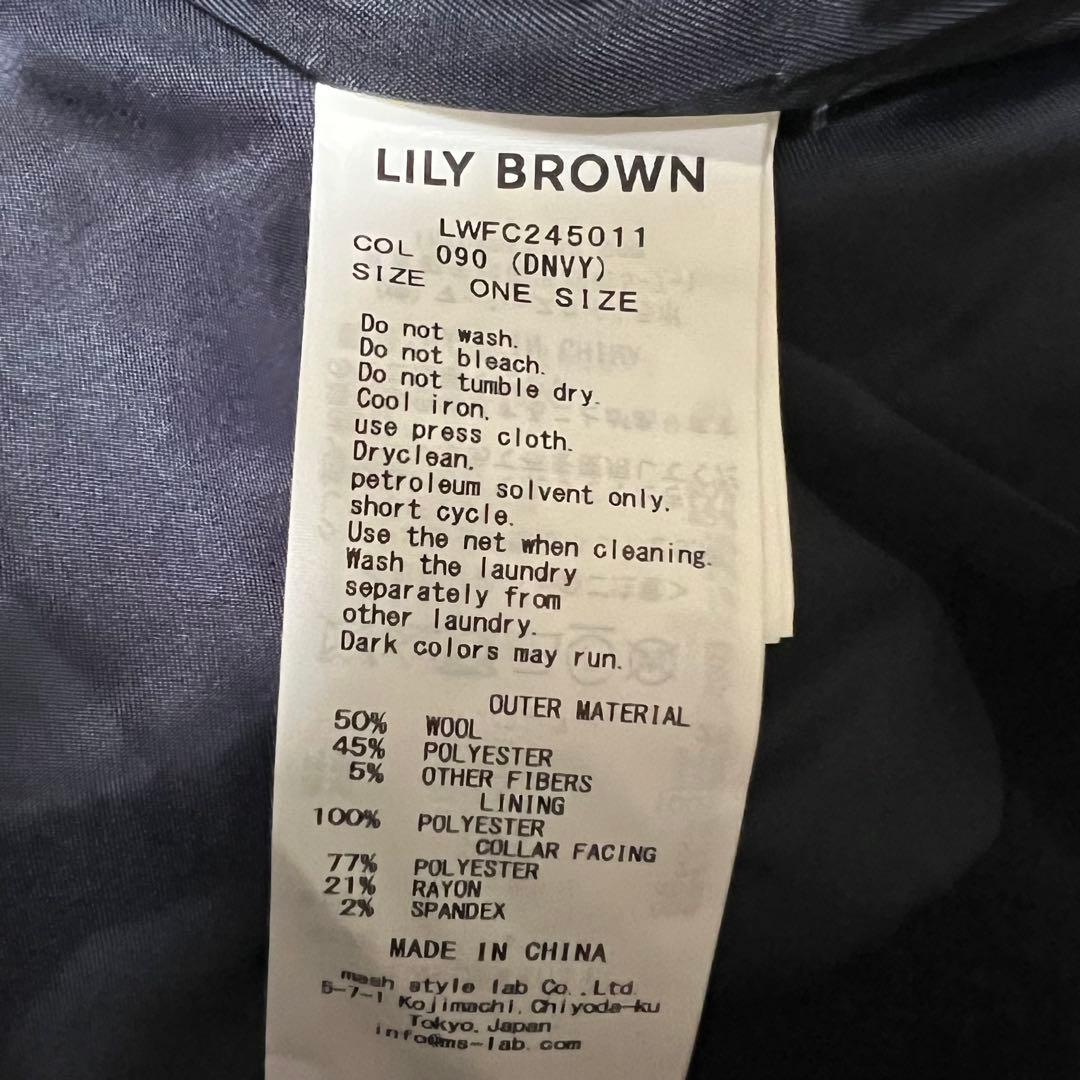 LILY BROWN
LWFC245011
COL 090 (DNVY)
SIZE ONE SIZE
Do not wash.
Do not bleach.
Do not tumble dry.
Cool iron.
use press cloth.
Dryclean.
petroleum solvent only.
short cycle.
Use the net when cleaning.
Wash the laundry
separately from
other laundry.
Dark colors may run.
OUTER MATERIAL
50% WOOL
45% POLYESTER
5% OTHER FIBERS
LINING
100% POLYESTER
COLLAR FACING
77% POLYESTER
21% RAYON
2% SPANDEX
MADE IN CHINA
mash style lab Co.,Ltd.
5-7-1 Kojimachi, Chiyoda-ku
Tokyo, Japan
info@ms-lab.com